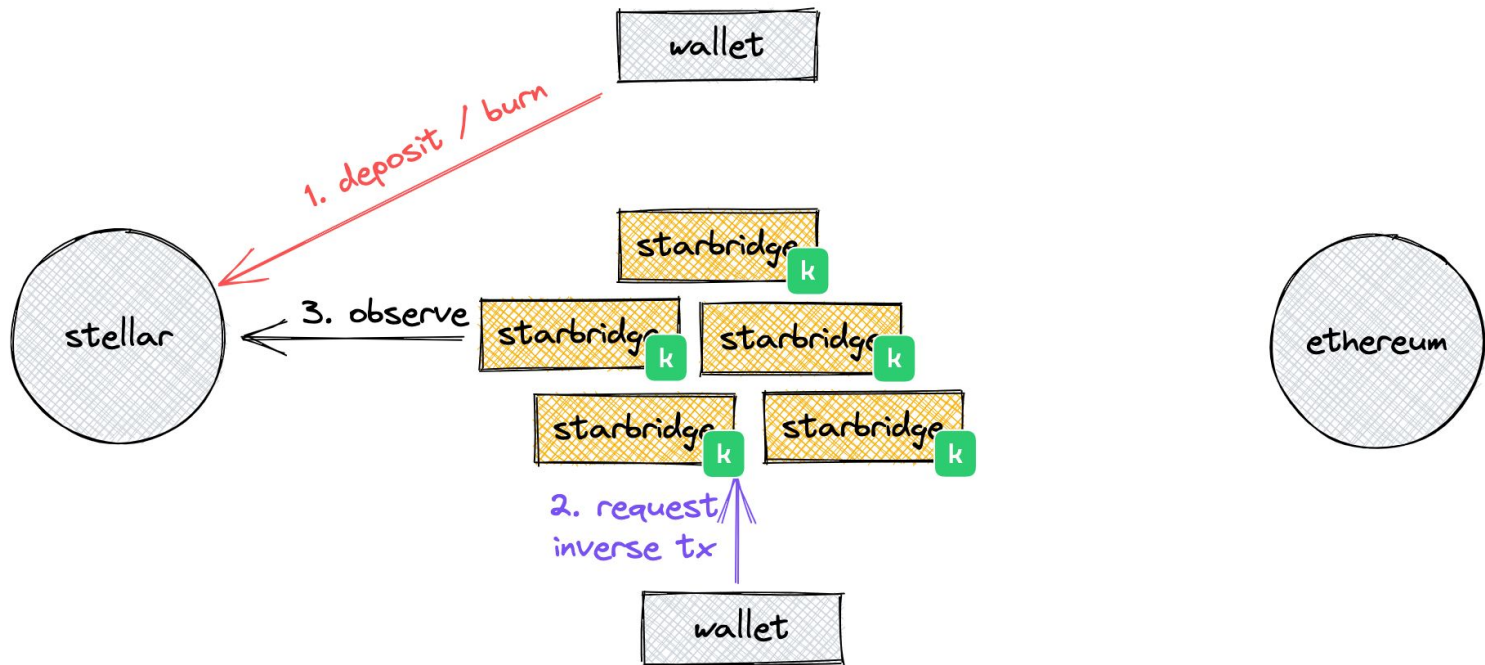 wallet
1. deposit / burn
starbridge
k
stellar
3. observe
starbridge
k
starbridge
k
ethereum
starbridge
k
starbridge
k
2. request
inverse tx
wallet